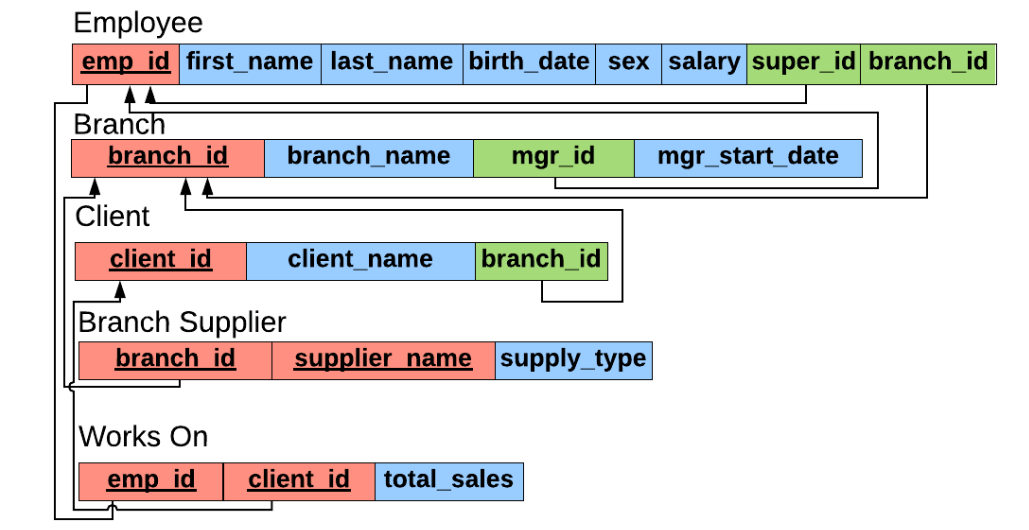 Employee
emp_id first_name last_name birth_date sex salary super_id branch_id
Branch
branch_id branch_name mgr_id mgr_start_date
Client
client_id client_name branch_id
Branch Supplier
branch_id supplier_name supply_type
Works On
emp_id client_id total_sales